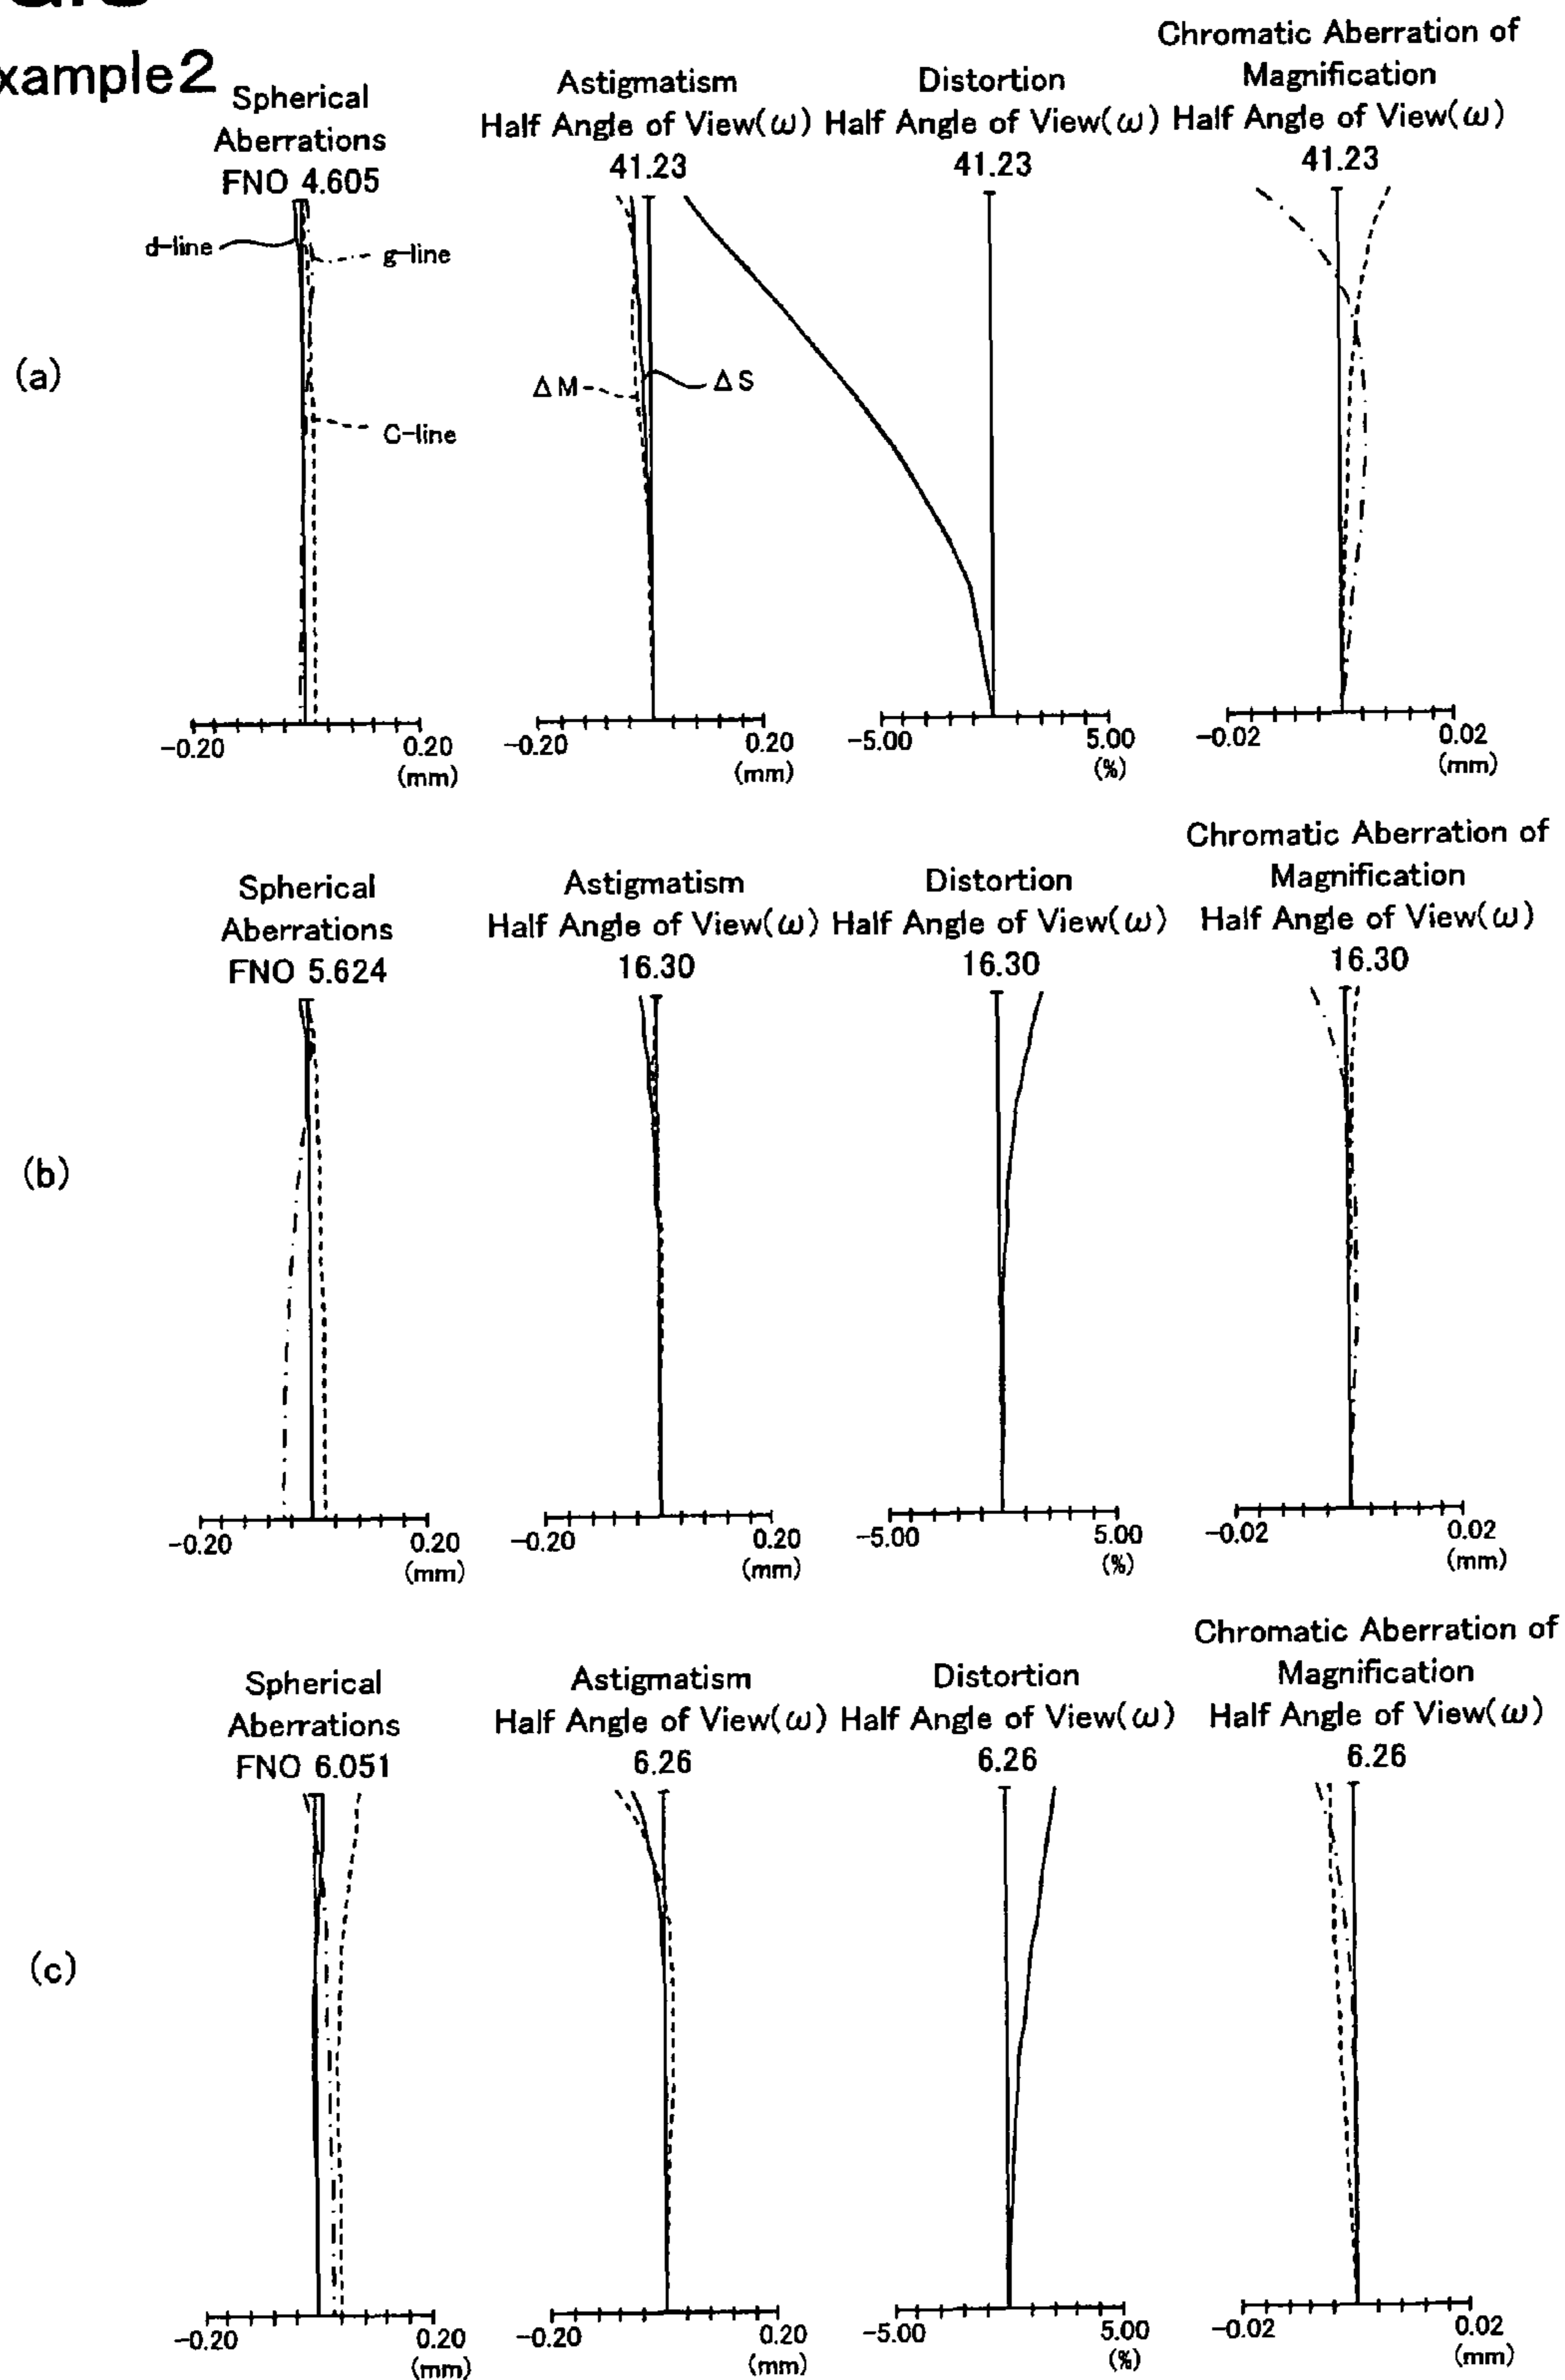 xample2
Spherical
Aberrations
FNO 4.605
Astigmatism
Half Angle of View(ω)
41.23
Distortion
Half Angle of View(ω)
41.23
Chromatic Aberration of
Magnification
Half Angle of View(ω)
41.23
d-line
g-line
C-line
ΔM
ΔS
(a)
-0.20
0.20
(mm)
-0.20
0.20
(mm)
-5.00
5.00
(%)
-0.02
0.02
(mm)
Spherical
Aberrations
FNO 5.624
Astigmatism
Half Angle of View(ω)
16.30
Distortion
Half Angle of View(ω)
16.30
Chromatic Aberration of
Magnification
Half Angle of View(ω)
16.30
(b)
-0.20
0.20
(mm)
-0.20
0.20
(mm)
-5.00
5.00
(%)
-0.02
0.02
(mm)
Spherical
Aberrations
FNO 6.051
Astigmatism
Half Angle of View(ω)
6.26
Distortion
Half Angle of View(ω)
6.26
Chromatic Aberration of
Magnification
Half Angle of View(ω)
6.26
(c)
-0.20
0.20
(mm)
-0.20
0.20
(mm)
-5.00
5.00
(%)
-0.02
0.02
(mm)